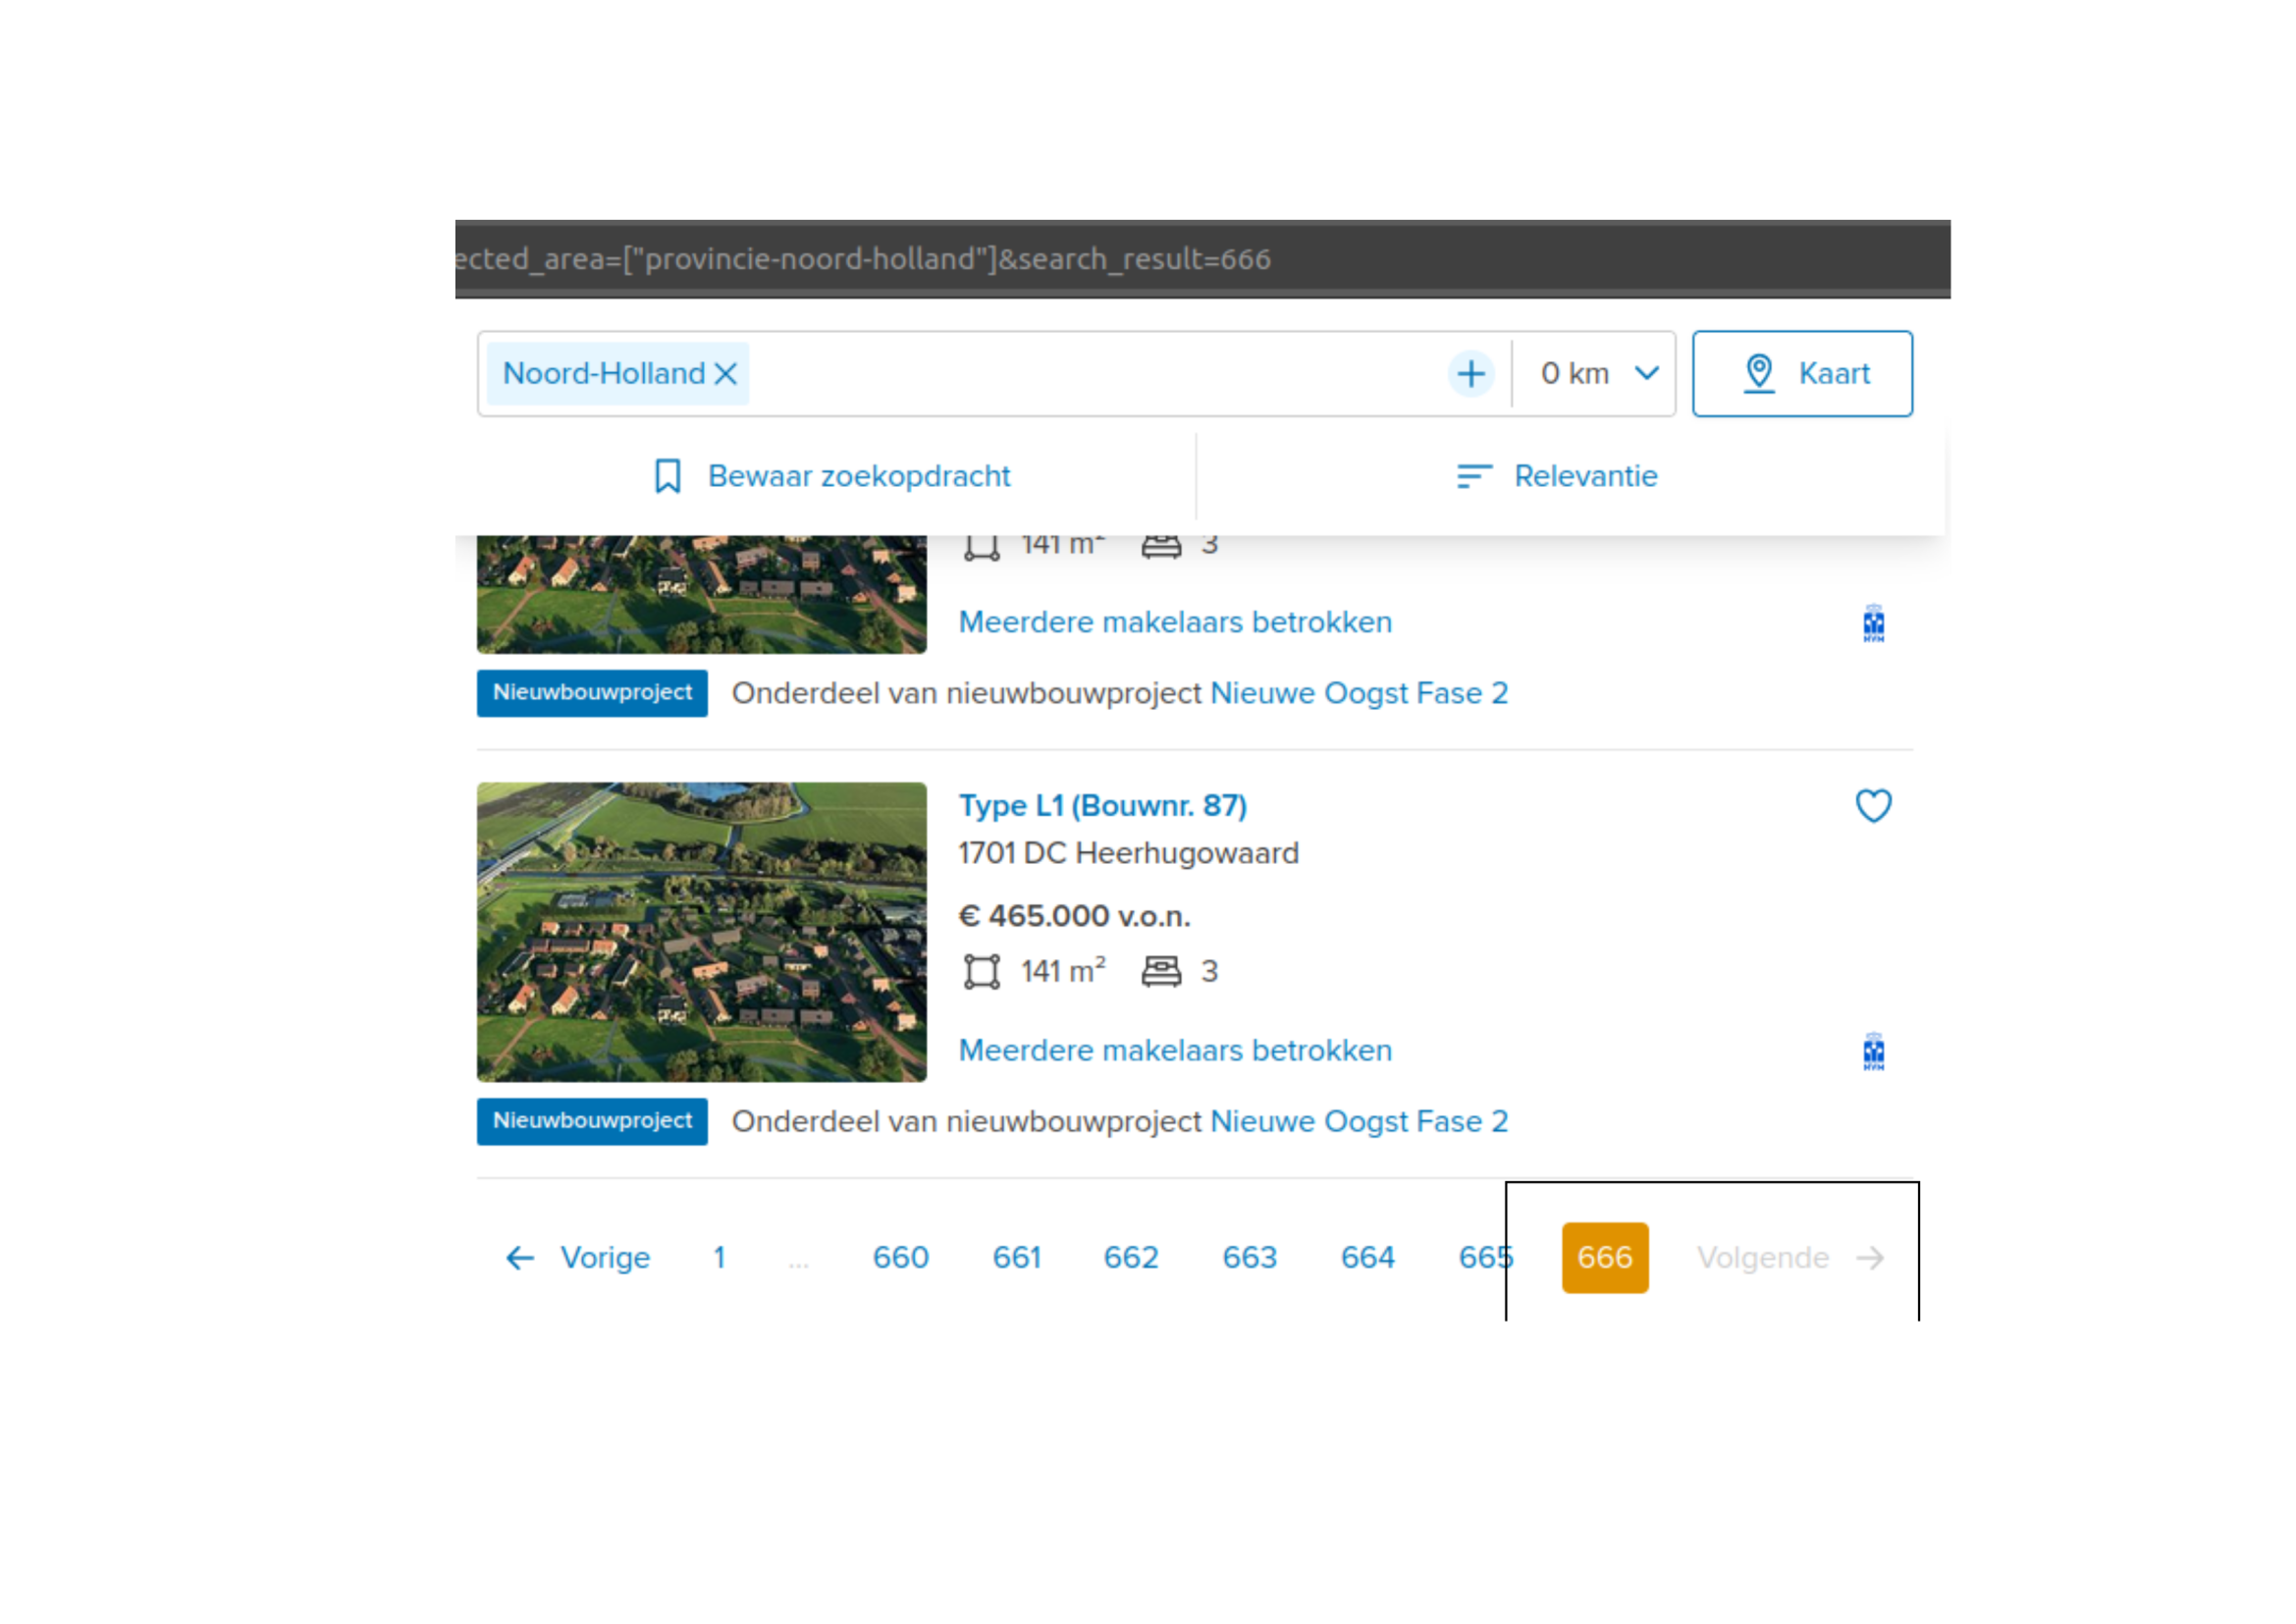 ected_area=["provincie-noord-holland"]&search_result=666
Noord-Holland
0 km
Kaart
Bewaar zoekopdracht
Relevantie
141 m² 3
Meerdere makelaars betrokken
Nieuwbouwproject Onderdeel van nieuwbouwproject Nieuwe Oogst Fase 2
Type L1 (Bouwnr. 87)
1701 DC Heerhugowaard
€ 465.000 v.o.n.
141 m² 3
Meerdere makelaars betrokken
Nieuwbouwproject Onderdeel van nieuwbouwproject Nieuwe Oogst Fase 2
Vorige 1 ... 660 661 662 663 664 665 666 Volgende